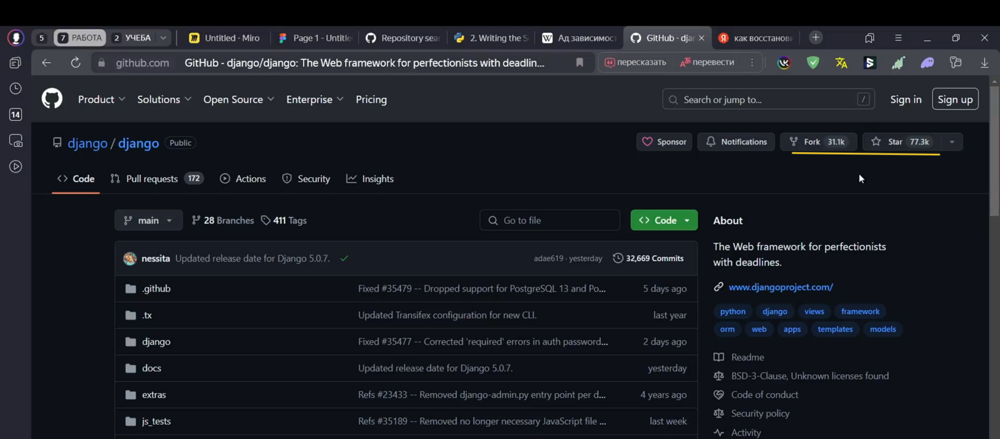 5 7 РАБОТА 2 УЧЕБА Untitled - Miro Page 1 - Untitle Repository sear 2. Writing the S Ад зависимос GitHub - djan как восстанови
github.com GitHub - django/django: The Web framework for perfectionists with deadlin... пересказать перевести
14
Product Solutions Open Source Enterprise Pricing Search or jump to... / Sign in Sign up
django / django Public Sponsor Notifications Fork 31.1k Star 77.3k
Code Pull requests 172 Actions Security Insights
main 28 Branches 411 Tags Go to file Code About
The Web framework for perfectionists
with deadlines.
nessita Updated release date for Django 5.0.7. adae619 · yesterday 32,669 Commits
.github Fixed #35479 -- Dropped support for PostgreSQL 13 and Po... 5 days ago
www.djangoproject.com/
.tx Updated Transifex configuration for new CLI. last year
python django views framework
orm web apps templates models
django Fixed #35477 -- Corrected 'required' errors in auth password... 2 days ago
docs Updated release date for Django 5.0.7. yesterday
Readme
BSD-3-Clause, Unknown licenses found
extras Refs #23433 -- Removed django-admin.py entry point per d... 4 years ago
Code of conduct
Security policy
js_tests Refs #35189 -- Removed no longer necessary JavaScript file ... last week
Activity